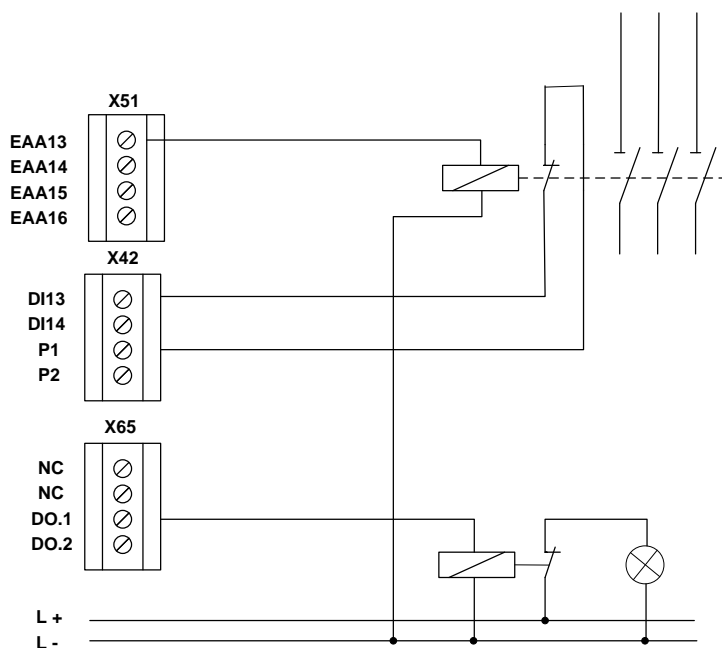 X51
EAA13
EAA14
EAA15
EAA16
X42
DI13
DI14
P1
P2
X65
NC
NC
DO.1
DO.2
L +
L -